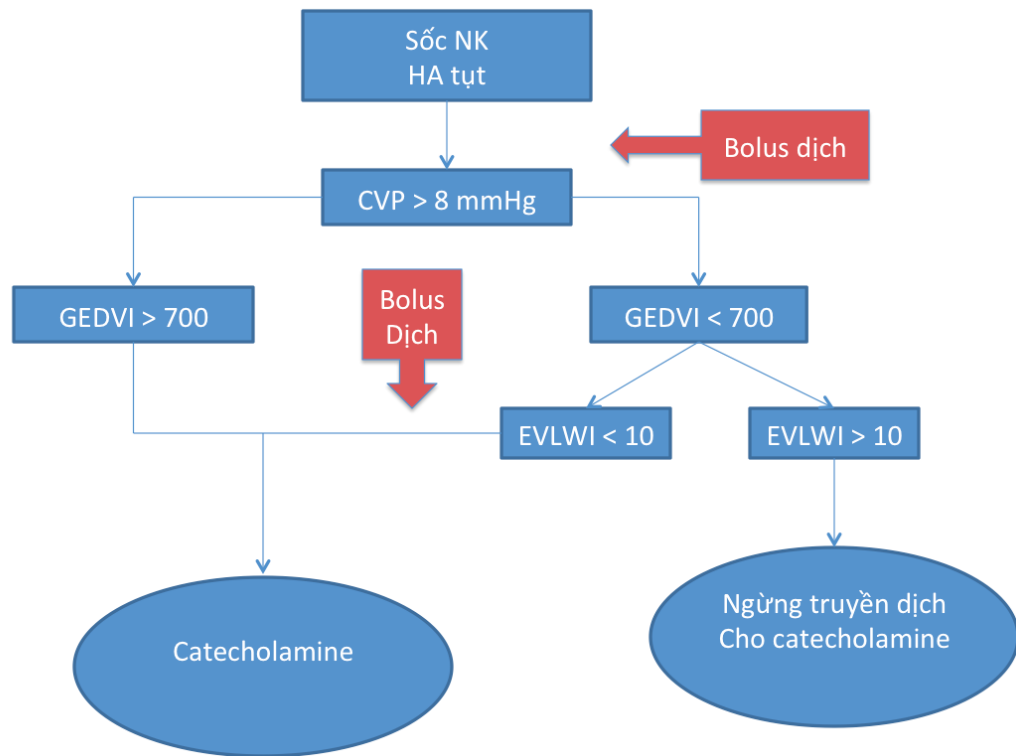 Sốc NK
HA tụt
Bolus dịch
CVP > 8 mmHg
GEDVI > 700
Bolus
Dịch
GEDVI < 700
EVLWI < 10
EVLWI > 10
Catecholamine
Ngừng truyền dịch
Cho catecholamine